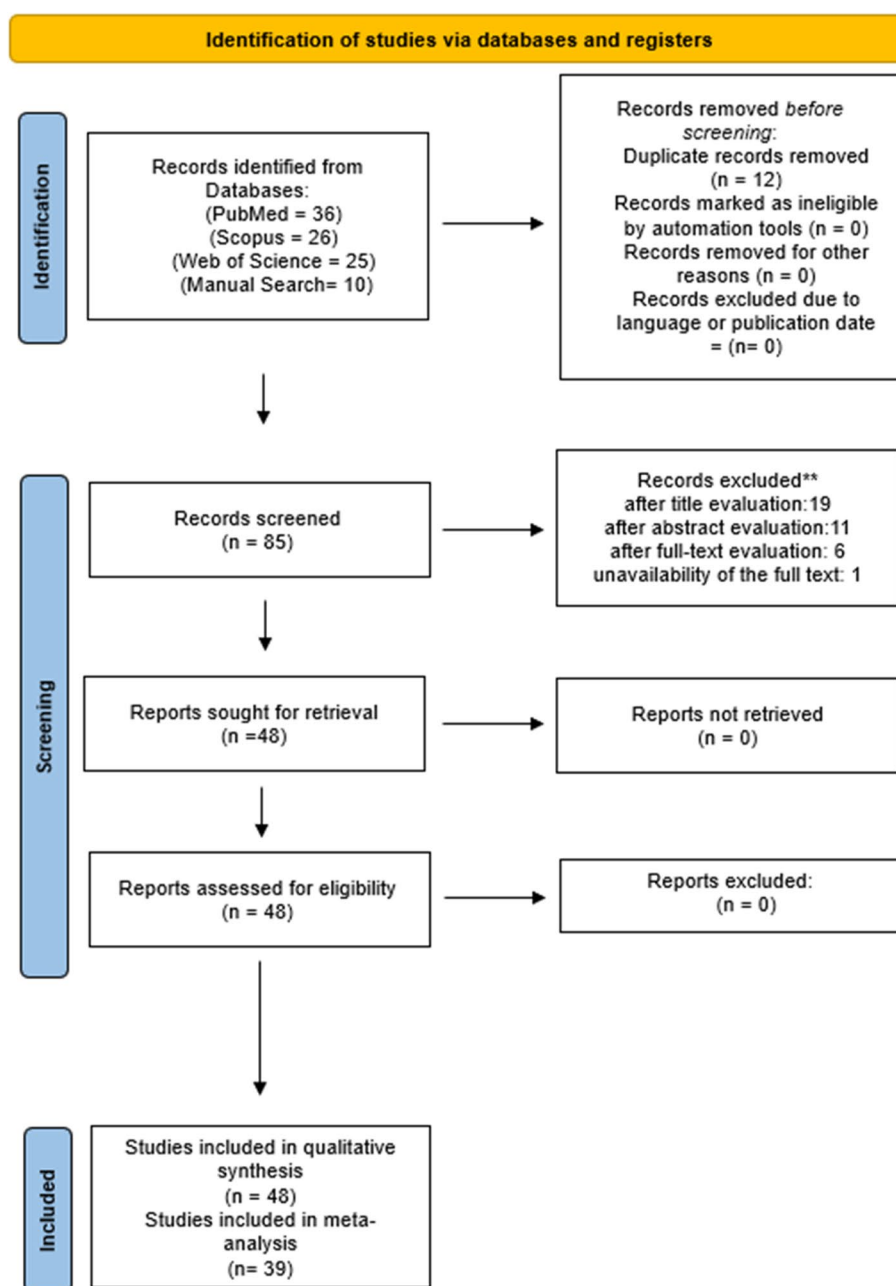 Identification of studies via databases and registers
Identification
Records identified from
Databases:
(PubMed = 36)
(Scopus = 26)
(Web of Science = 25)
(Manual Search= 10)
Records removed before
screening:
Duplicate records removed
(n = 12)
Records marked as ineligible
by automation tools (n = 0)
Records removed for other
reasons (n = 0)
Records excluded due to
language or publication date
= (n= 0)
Screening
Records screened
(n = 85)
Records excluded**
after title evaluation:19
after abstract evaluation:11
after full-text evaluation: 6
unavailability of the full text: 1
Reports sought for retrieval
(n =48)
Reports not retrieved
(n = 0)
Reports assessed for eligibility
(n = 48)
Reports excluded:
(n = 0)
Included
Studies included in qualitative
synthesis
(n = 48)
Studies included in meta-
analysis
(n= 39)